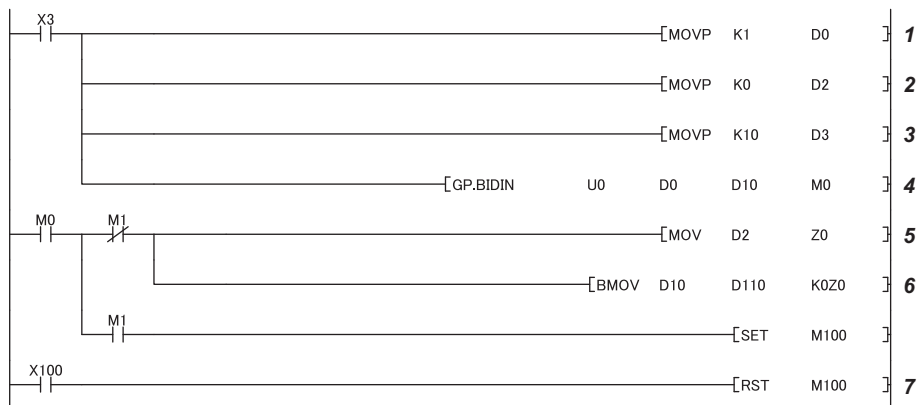 X3
[MOVP K1 D0 ] 1
[MOVP K0 D2 ] 2
[MOVP K10 D3 ] 3
[GP.BIDIN U0 D0 D10 M0 ] 4
M0 M1
[MOV D2 Z0 ] 5
[BMOV D10 D110 K0Z0 ] 6
M1
[SET M100 ]
X100
[RST M100 ] 7